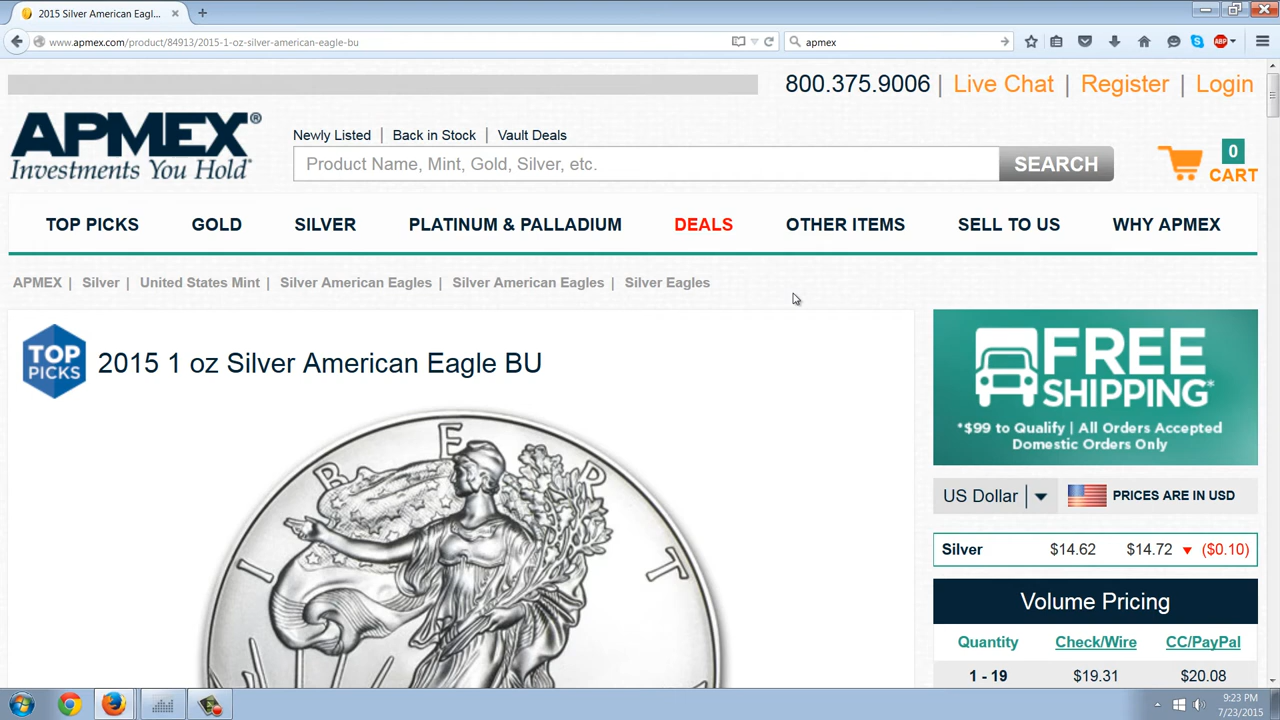 2015 Silver American Eagl...
www.apmex.com/product/84913/2015-1-oz-silver-american-eagle-bu
apmex
ABP
800.375.9006 | Live Chat | Register | Login
APMEX®
Investments You Hold
Newly Listed | Back in Stock | Vault Deals
Product Name, Mint, Gold, Silver, etc.
SEARCH
0
CART
TOP PICKS GOLD SILVER PLATINUM & PALLADIUM DEALS OTHER ITEMS SELL TO US WHY APMEX
APMEX | Silver | United States Mint | Silver American Eagles | Silver American Eagles | Silver Eagles
TOP
PICKS
2015 1 oz Silver American Eagle BU
LIBERT
FREE
SHIPPING*
*$99 to Qualify | All Orders Accepted
Domestic Orders Only
US Dollar PRICES ARE IN USD
Silver $14.62 $14.72 ▼ ($0.10)
Volume Pricing
Quantity Check/Wire CC/PayPal
1 - 19 $19.31 $20.08
9:23 PM
7/23/2015